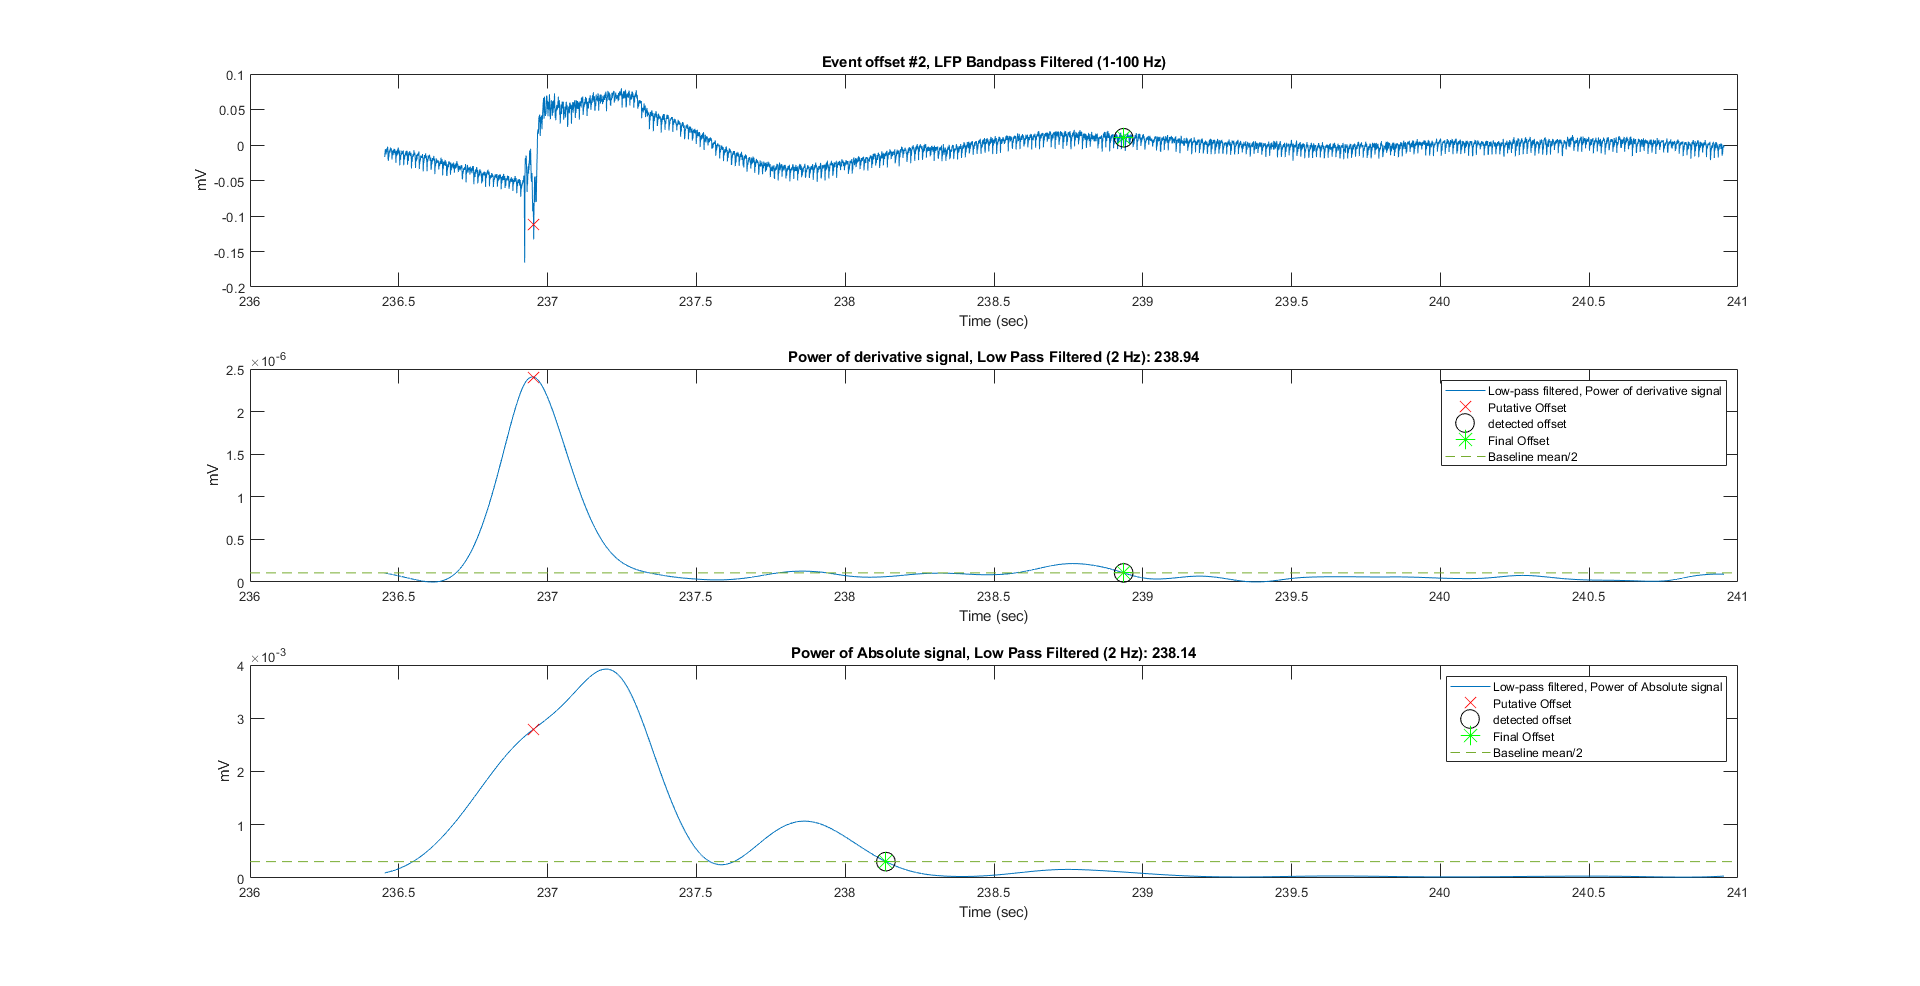 Event offset #2, LFP Bandpass Filtered (1-100 Hz)
0.1
0.05
0
-0.05
-0.1
-0.15
-0.2
mV
236 236.5 237 237.5 238 238.5 239 239.5 240 240.5 241
Time (sec)
Power of derivative signal, Low Pass Filtered (2 Hz): 238.94
×10-6
2.5
2
1.5
1
0.5
0
mV
Low-pass filtered, Power of derivative signal
Putative Offset
detected offset
Final Offset
Baseline mean/2
236 236.5 237 237.5 238 238.5 239 239.5 240 240.5 241
Time (sec)
Power of Absolute signal, Low Pass Filtered (2 Hz): 238.14
×10-3
4
3
2
1
0
mV
Low-pass filtered, Power of Absolute signal
Putative Offset
detected offset
Final Offset
Baseline mean/2
236 236.5 237 237.5 238 238.5 239 239.5 240 240.5 241
Time (sec)